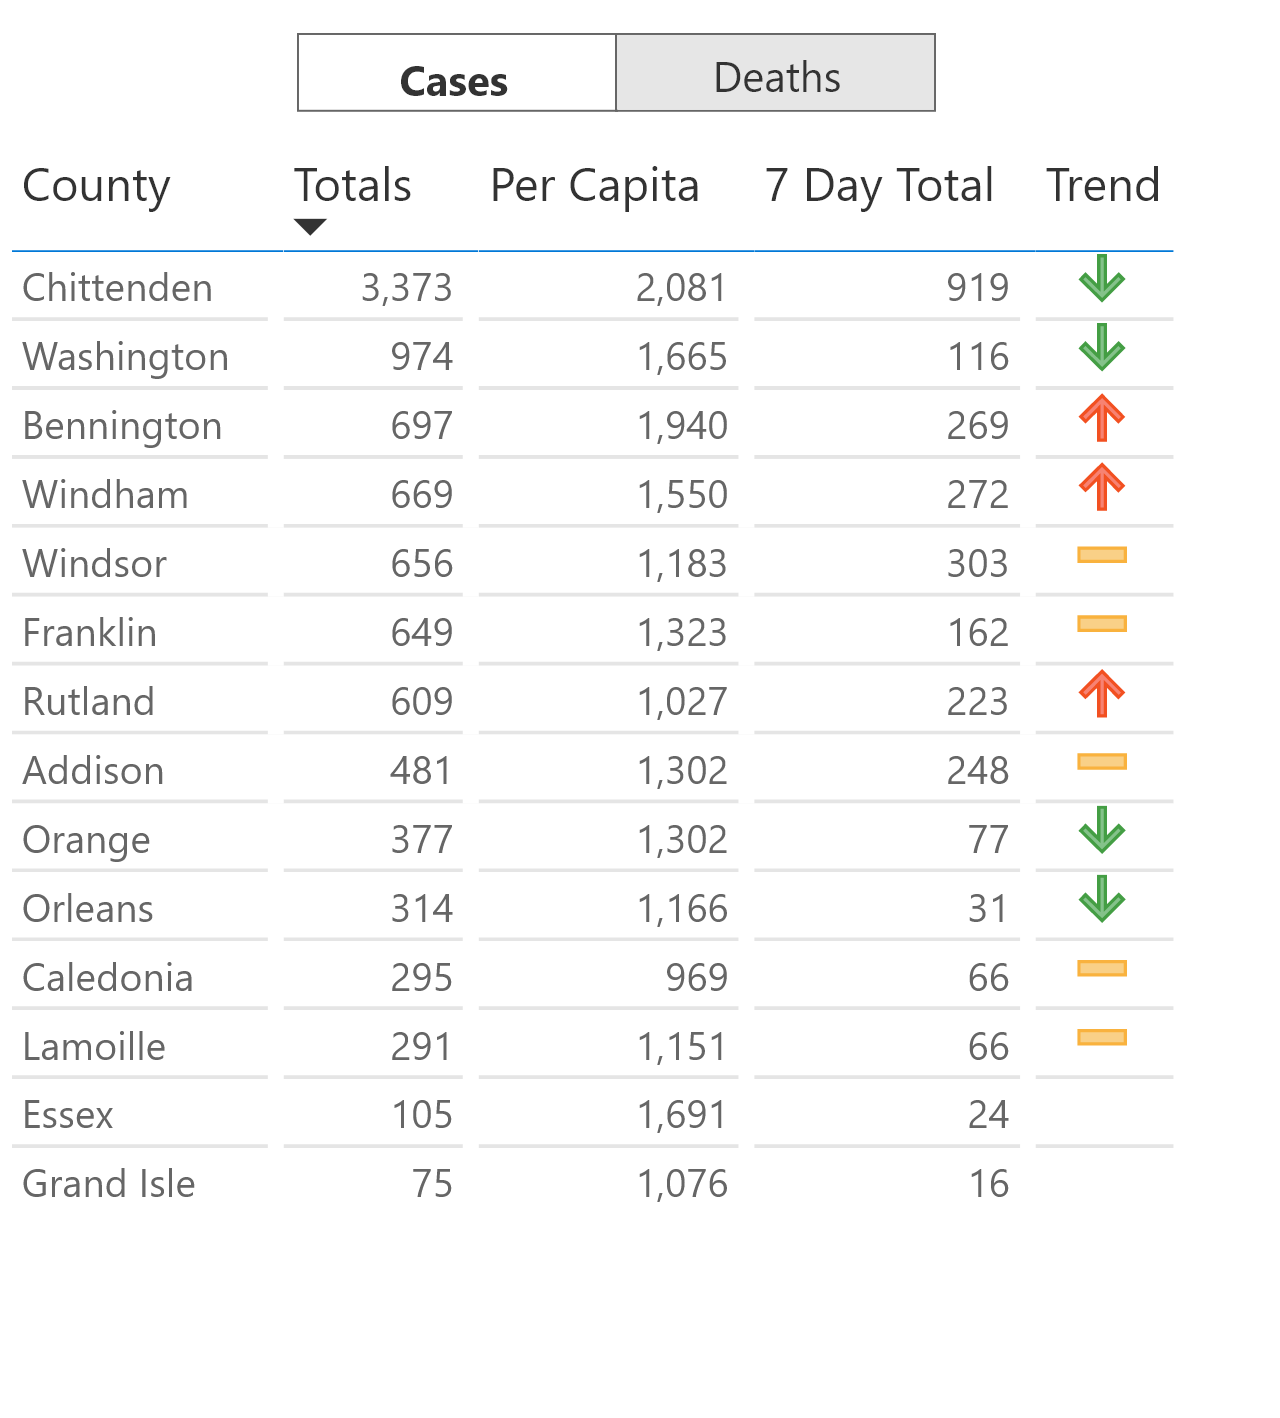 Cases Deaths
County Totals Per Capita 7 Day Total Trend
Chittenden 3,373 2,081 919
Washington 974 1,665 116
Bennington 697 1,940 269
Windham 669 1,550 272
Windsor 656 1,183 303
Franklin 649 1,323 162
Rutland 609 1,027 223
Addison 481 1,302 248
Orange 377 1,302 77
Orleans 314 1,166 31
Caledonia 295 969 66
Lamoille 291 1,151 66
Essex 105 1,691 24
Grand Isle 75 1,076 16